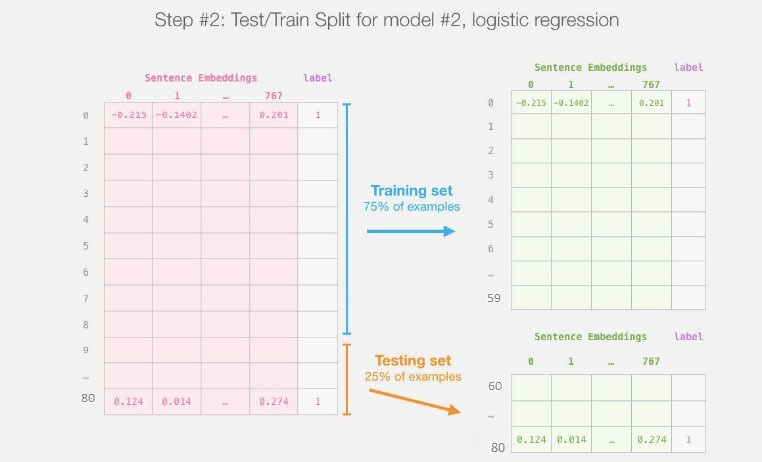 Step #2: Test/Train Split for model #2, logistic regression
Sentence Embeddings label
0 1 … 767
0 -0.215 -0.1402 … 0.201 1
1
2
3
4
5
6
7
8
9
…
80 0.124 0.014 … 0.274 1
Training set
75% of examples
Testing set
25% of examples
Sentence Embeddings label
0 1 … 767
0 -0.215 -0.1402 … 0.201 1
1
2
3
4
5
6
…
59
Sentence Embeddings label
0 1 … 767
60
…
80 0.124 0.014 … 0.274 1